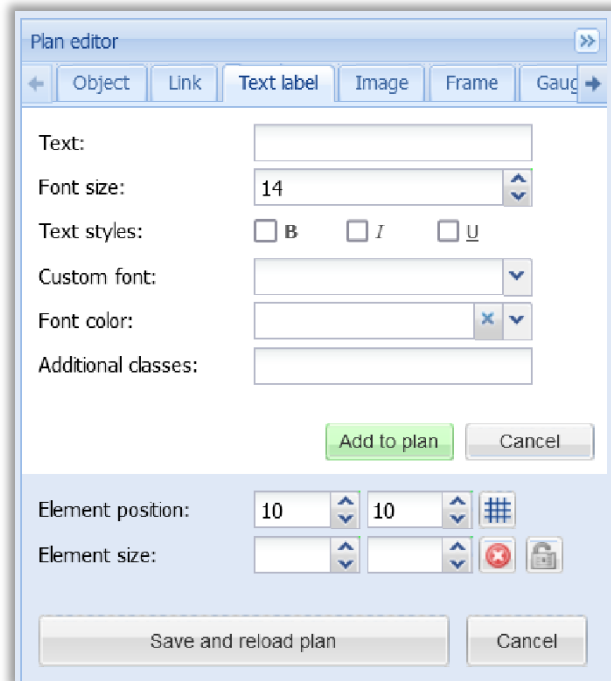 Plan editor
Object Link Text label Image Frame Gaug
Text:
Font size: 14
Text styles: B I U
Custom font:
Font color:
Additional classes:
Add to plan Cancel
Element position: 10 10
Element size:
Save and reload plan Cancel